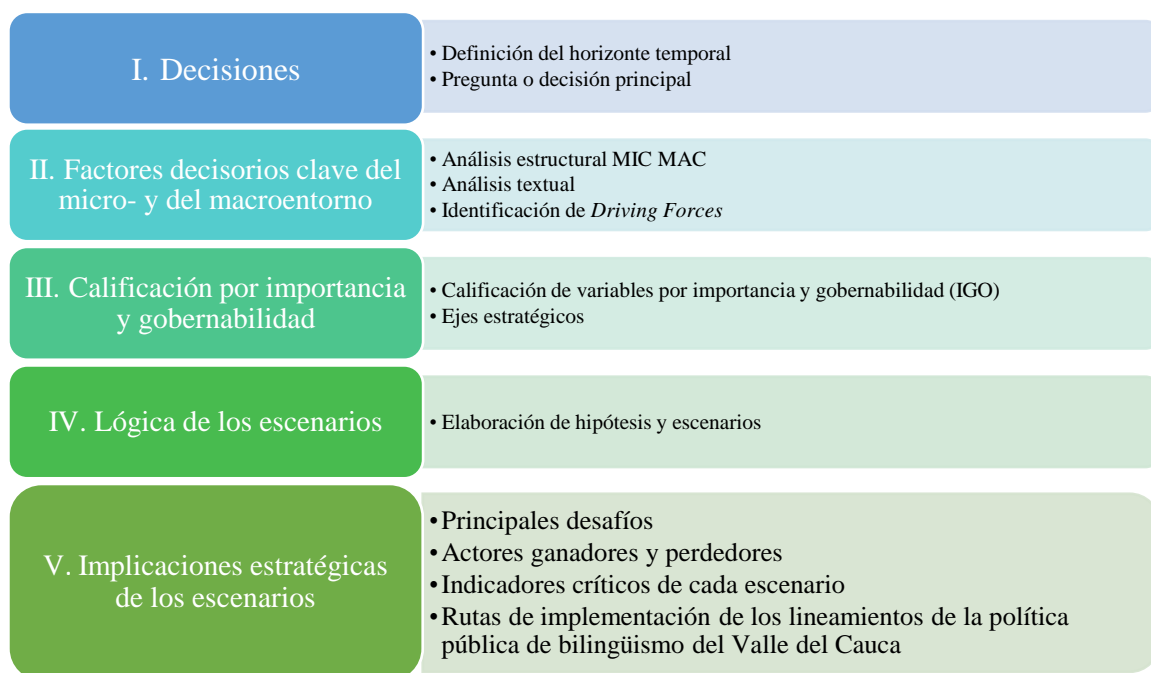 I. Decisiones
• Definición del horizonte temporal
• Pregunta o decisión principal
II. Factores decisorios clave del
micro- y del macroentorno
• Análisis estructural MIC MAC
• Análisis textual
• Identificación de Driving Forces
III. Calificación por importancia
y gobernabilidad
• Calificación de variables por importancia y gobernabilidad (IGO)
• Ejes estratégicos
IV. Lógica de los escenarios
• Elaboración de hipótesis y escenarios
V. Implicaciones estratégicas
de los escenarios
• Principales desafíos
• Actores ganadores y perdedores
• Indicadores críticos de cada escenario
• Rutas de implementación de los lineamientos de la política
pública de bilingüismo del Valle del Cauca